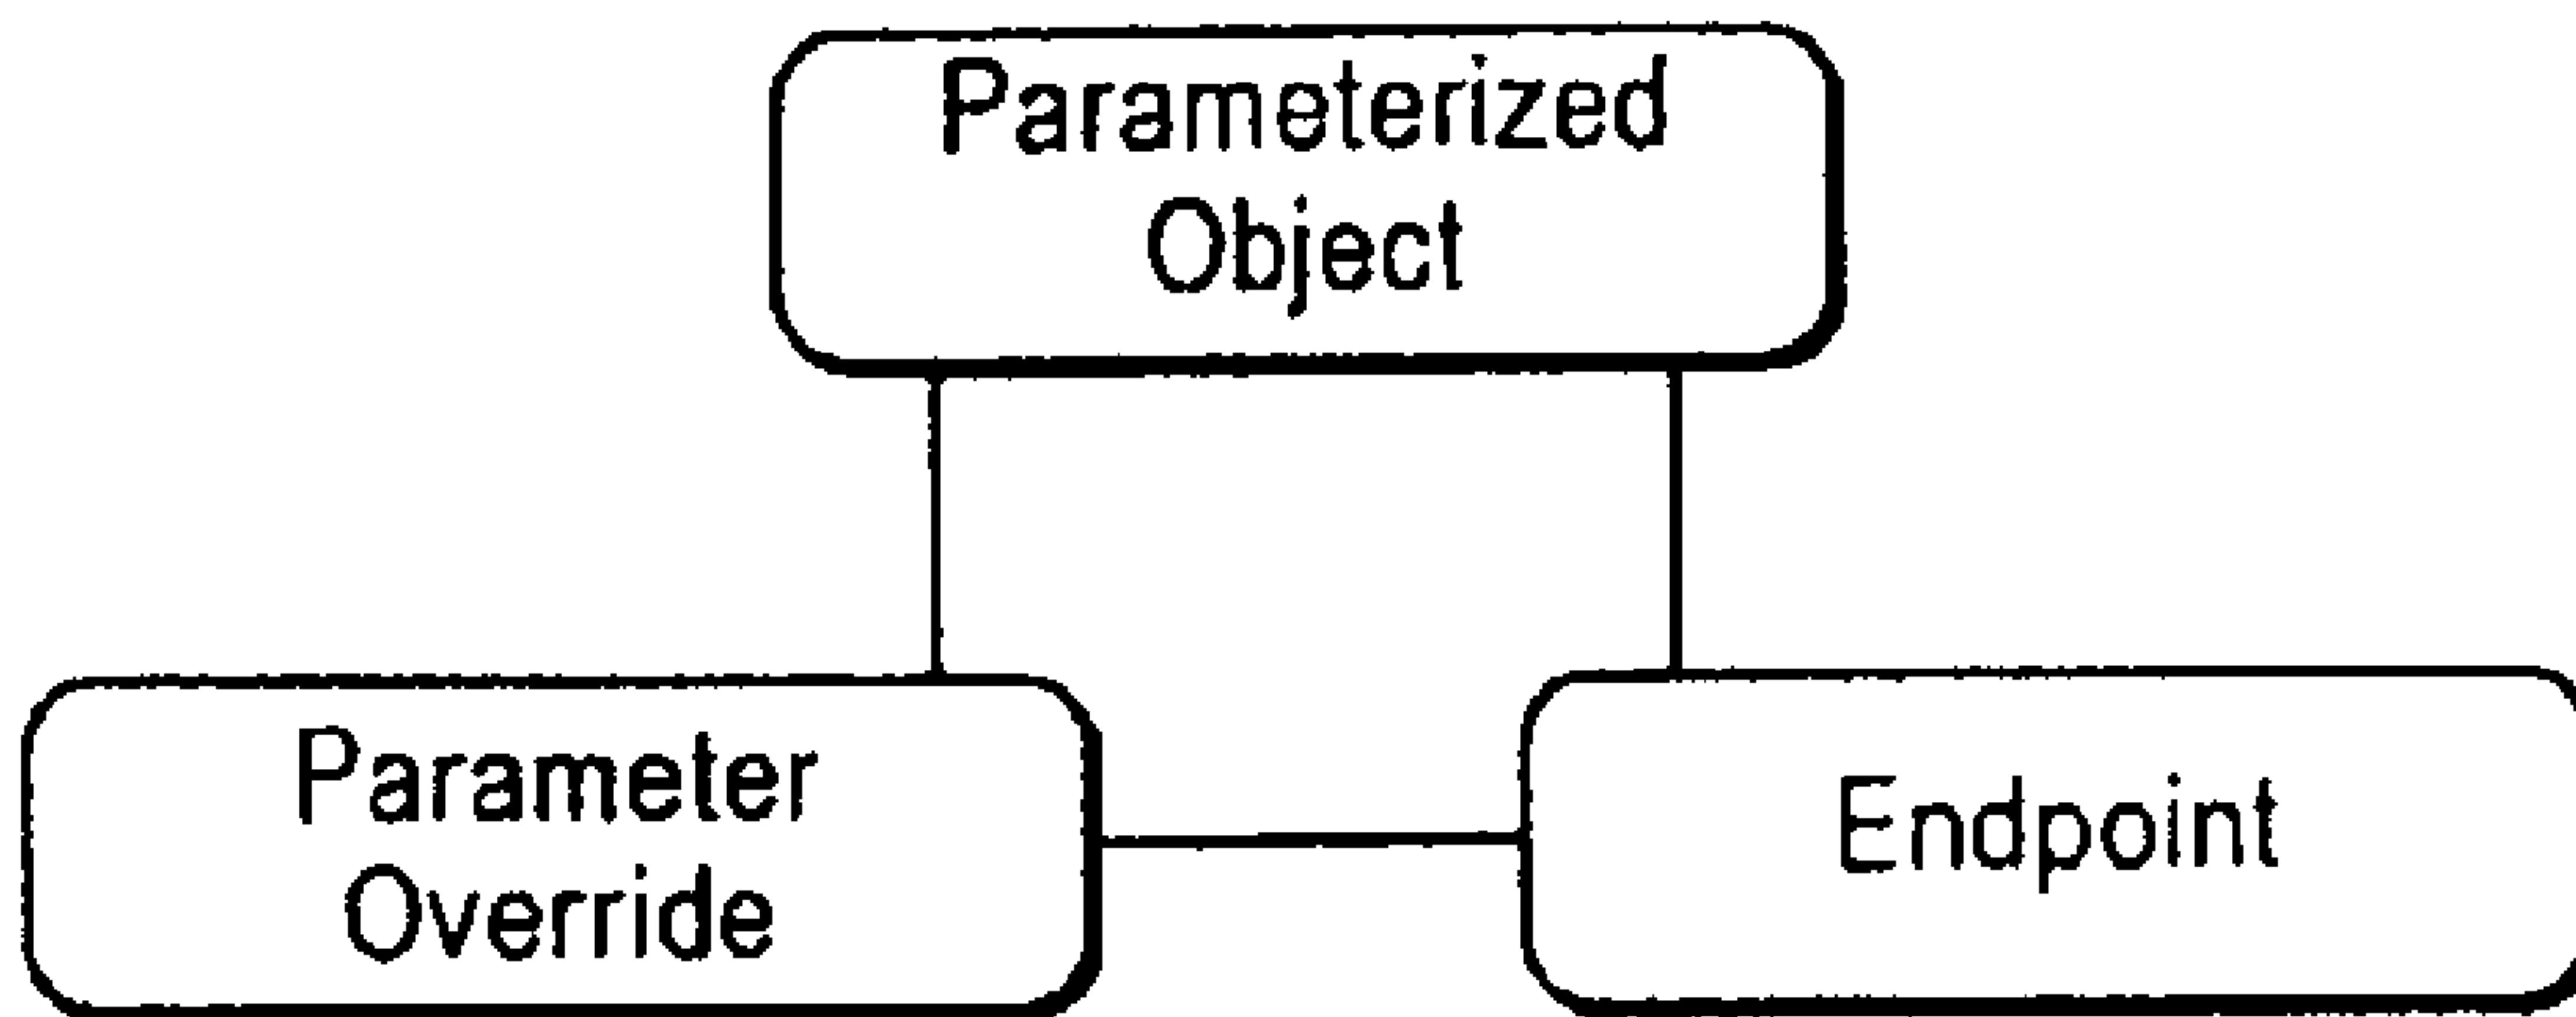 Parameterized
Object
Parameter
Override
Endpoint